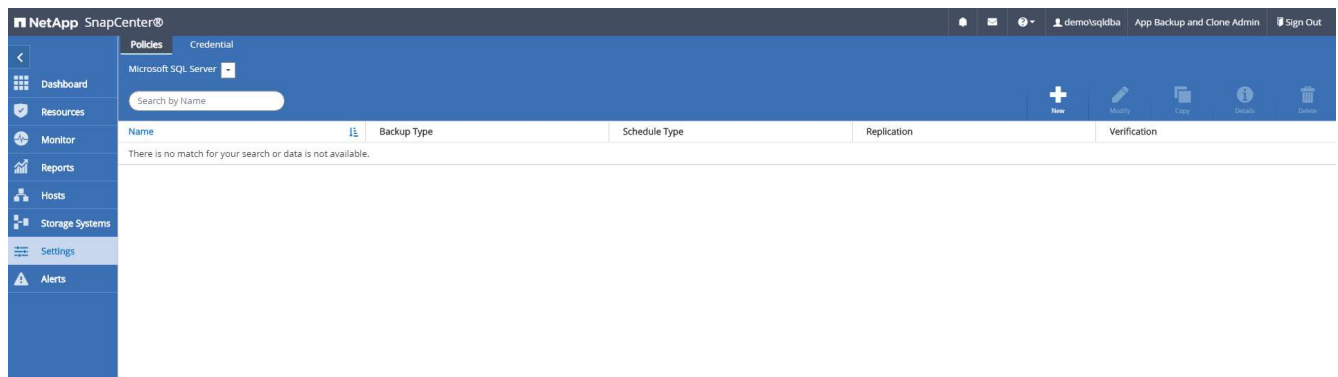 NetApp SnapCenter®
demo\sqldba App Backup and Clone Admin Sign Out
Policies Credential
Microsoft SQL Server
Search by Name
New Modify Copy Details Delete
Name Backup Type Schedule Type Replication Verification
There is no match for your search or data is not available.
Dashboard
Resources
Monitor
Reports
Hosts
Storage Systems
Settings
Alerts